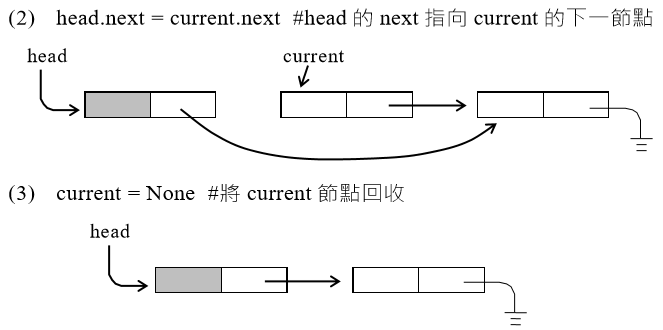 (2) head.next = current.next #head 的 next 指向 current 的下一節點
head
current
(3) current = None #將 current 節點回收
head